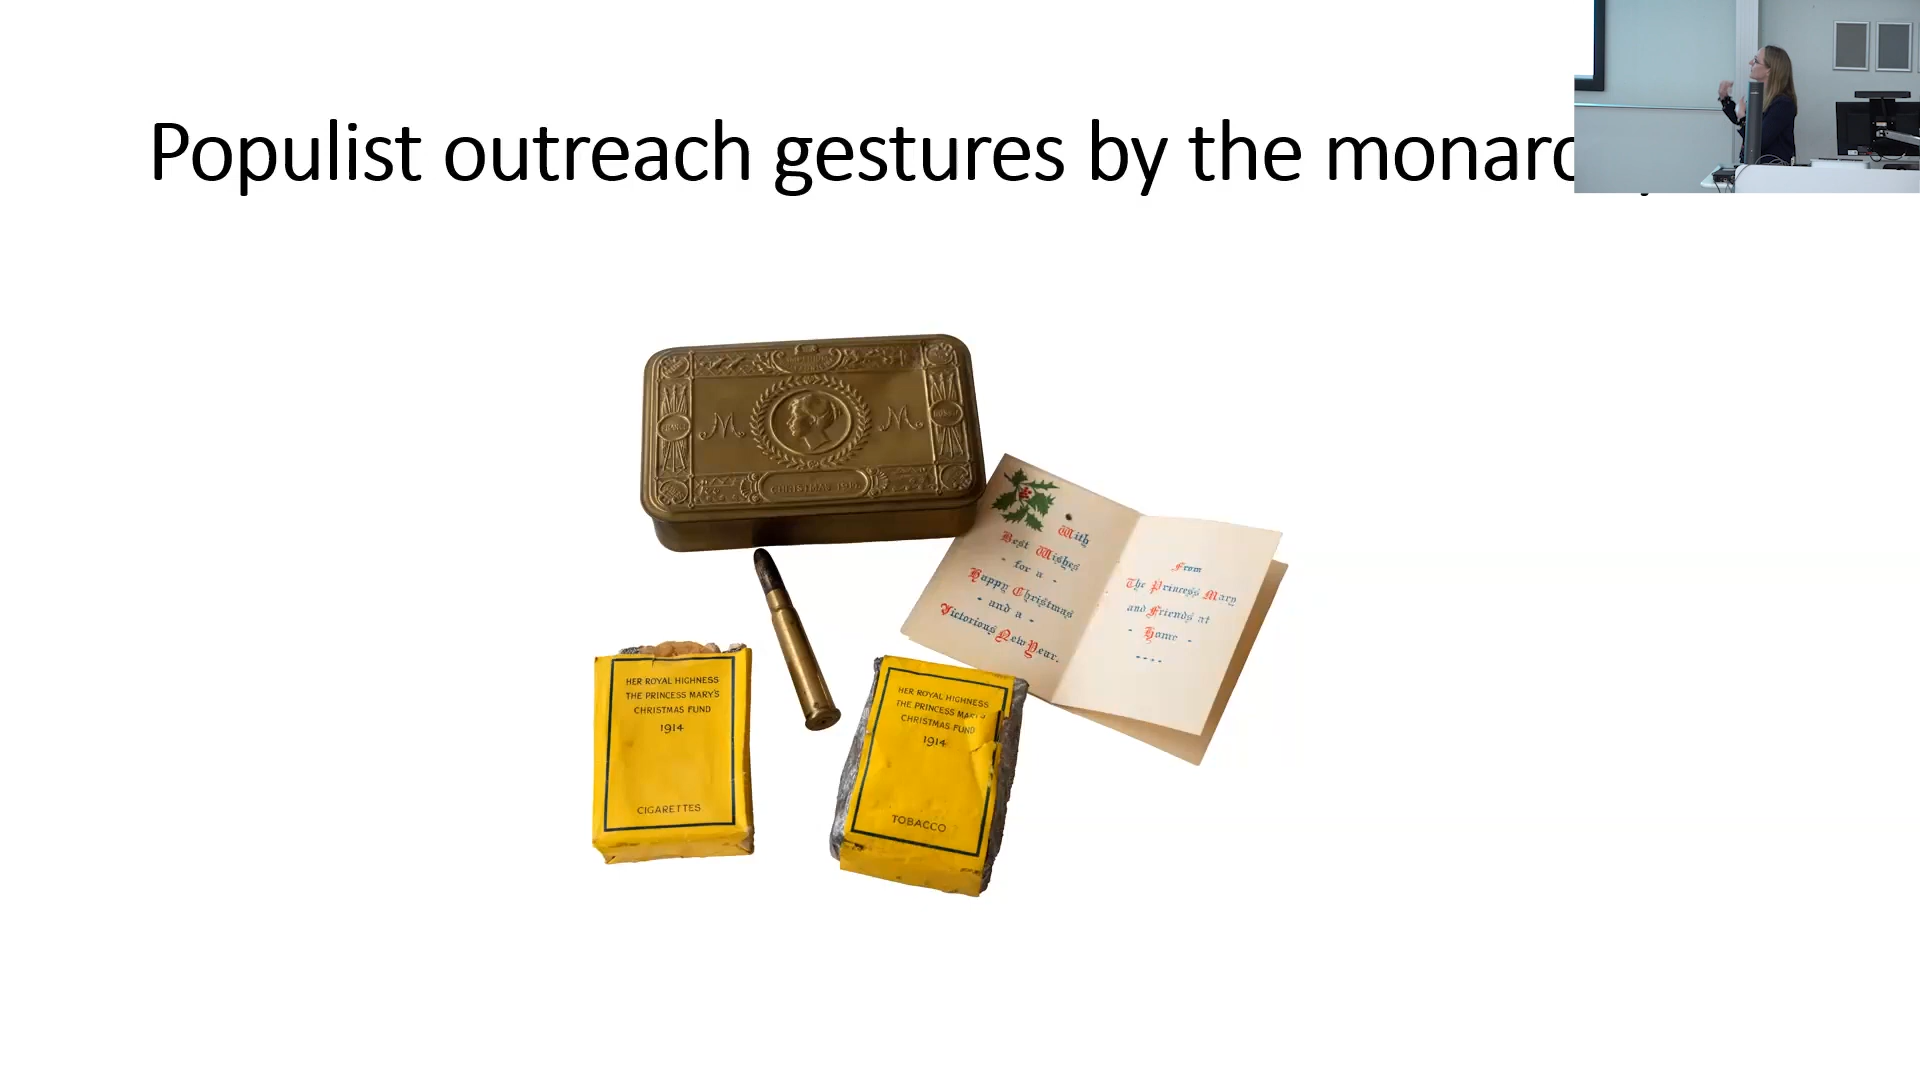 Populist outreach gestures by the monarc
M M
CHRISTMAS 1914
With
Best Wishes
- for a -
Happy Christmas
- and a -
Victorious New Year.
From
The Princess Mary
and Friends at
- Home -
HER ROYAL HIGHNESS
THE PRINCESS MARY'S
CHRISTMAS FUND
1914
CIGARETTES
HER ROYAL HIGHNESS
THE PRINCESS MARY'S
CHRISTMAS FUND
1914
TOBACCO